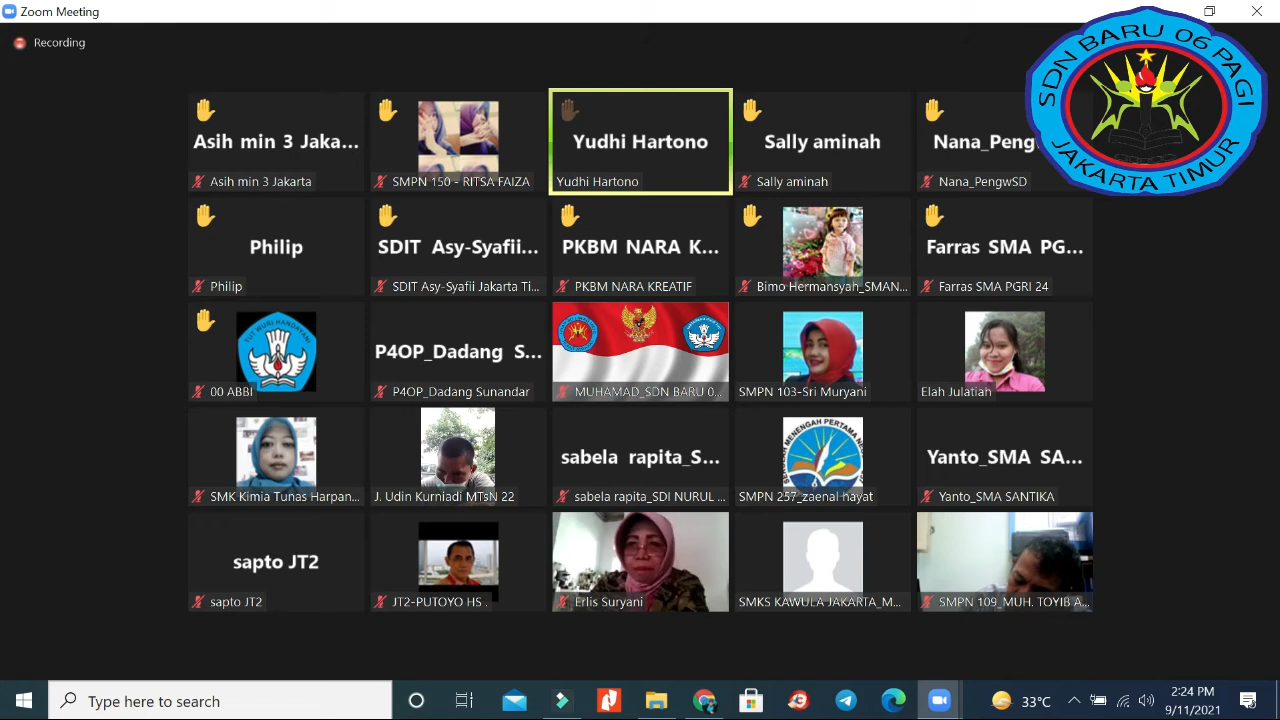 Zoom Meeting
Recording
SDN BARU 06 PAGI
JAKARTA TIMUR
Asih min 3 Jaka...
Asih min 3 Jakarta
SMPN 150 - RITSA FAIZA
Yudhi Hartono
Yudhi Hartono
Sally aminah
Sally aminah
Nana_Pengw
Nana_PengwSD
Philip
Philip
SDIT Asy-Syafii...
SDIT Asy-Syafii Jakarta Ti...
PKBM NARA K...
PKBM NARA KREATIF
Bimo Hermansyah_SMAN...
Farras SMA PG...
Farras SMA PGRI 24
TUT WURI HANDAYANI
00 ABBI
P4OP_Dadang S...
P4OP_Dadang Sunandar
MUHAMAD_SDN BARU 0...
SMPN 103-Sri Muryani
Elah Julatiah
SMK Kimia Tunas Harpan...
J. Udin Kurniadi MTsN 22
sabela rapita_S...
sabela rapita_SDI NURUL ...
MENENGAH PERTAMA
SMPN 257_zaenal hayat
Yanto_SMA SA...
Yanto_SMA SANTIKA
sapto JT2
sapto JT2
JT2-PUTOYO HS .
Erlis Suryani
SMKS KAWULA JAKARTA_M...
SMPN 109_MUH. TOYIB A...
Type here to search
33°C
2:24 PM
9/11/2021